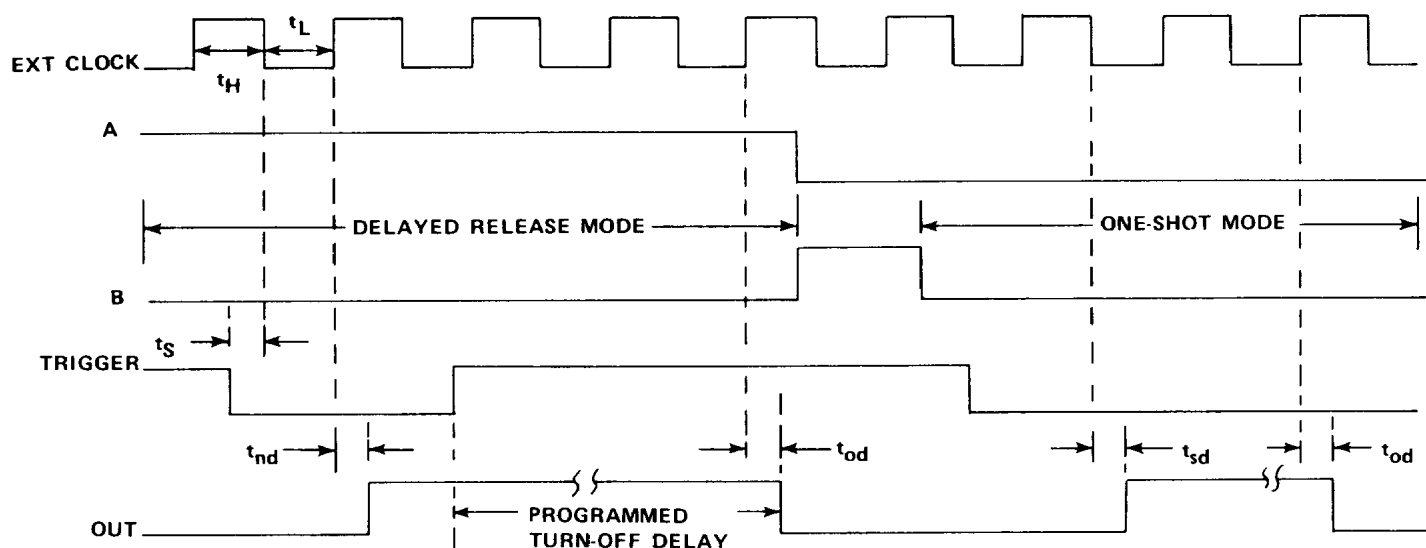 t_L
EXT CLOCK
t_H
A
DELAYED RELEASE MODE
ONE-SHOT MODE
B
t_S
TRIGGER
t_nd
t_od
t_sd
t_od
OUT
PROGRAMMED
TURN-OFF DELAY